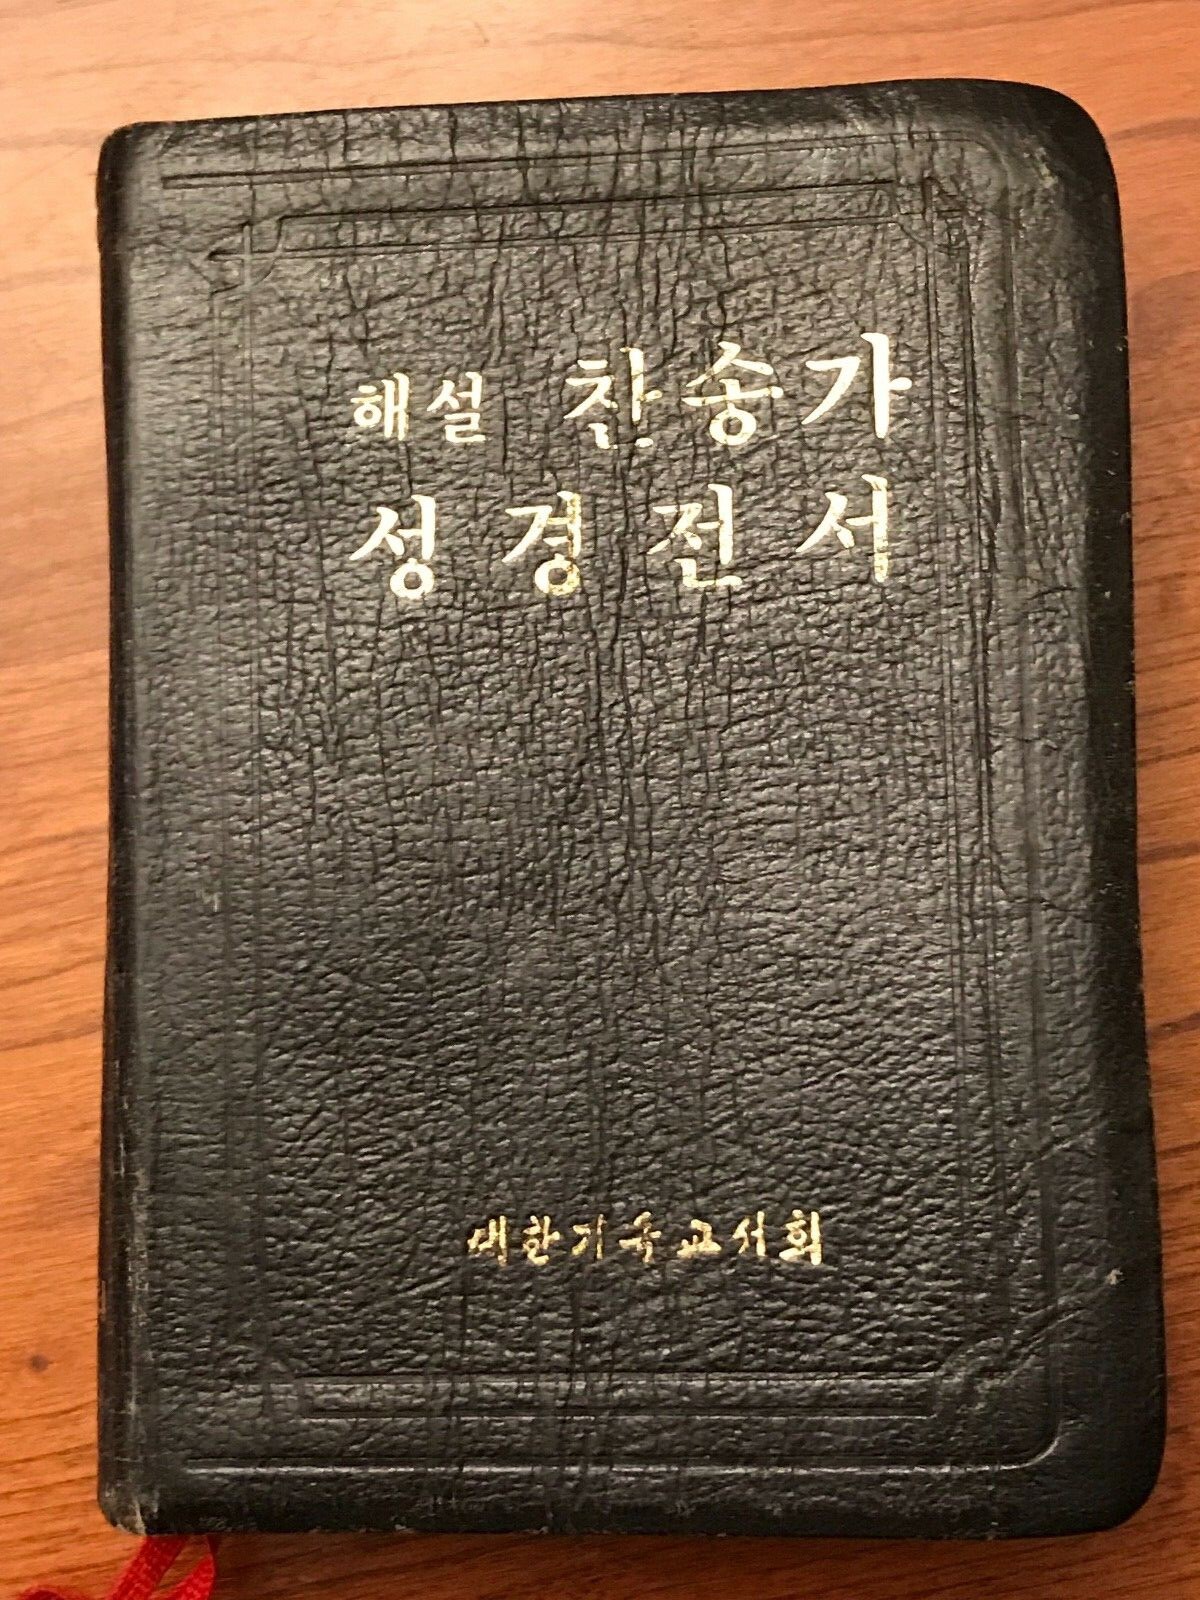 해설 찬송가
성경전서
대한기독교서회